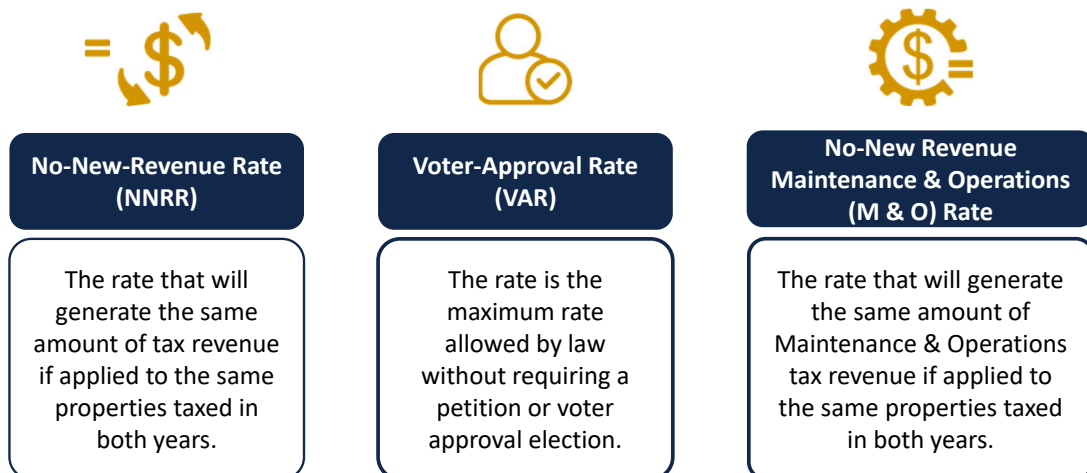 = $
$ =
No-New-Revenue Rate
(NNRR)
The rate that will
generate the same
amount of tax revenue
if applied to the same
properties taxed in
both years.
Voter-Approval Rate
(VAR)
The rate is the
maximum rate
allowed by law
without requiring a
petition or voter
approval election.
No-New Revenue
Maintenance & Operations
(M & O) Rate
The rate that will generate
the same amount of
Maintenance & Operations
tax revenue if applied to
the same properties taxed
in both years.